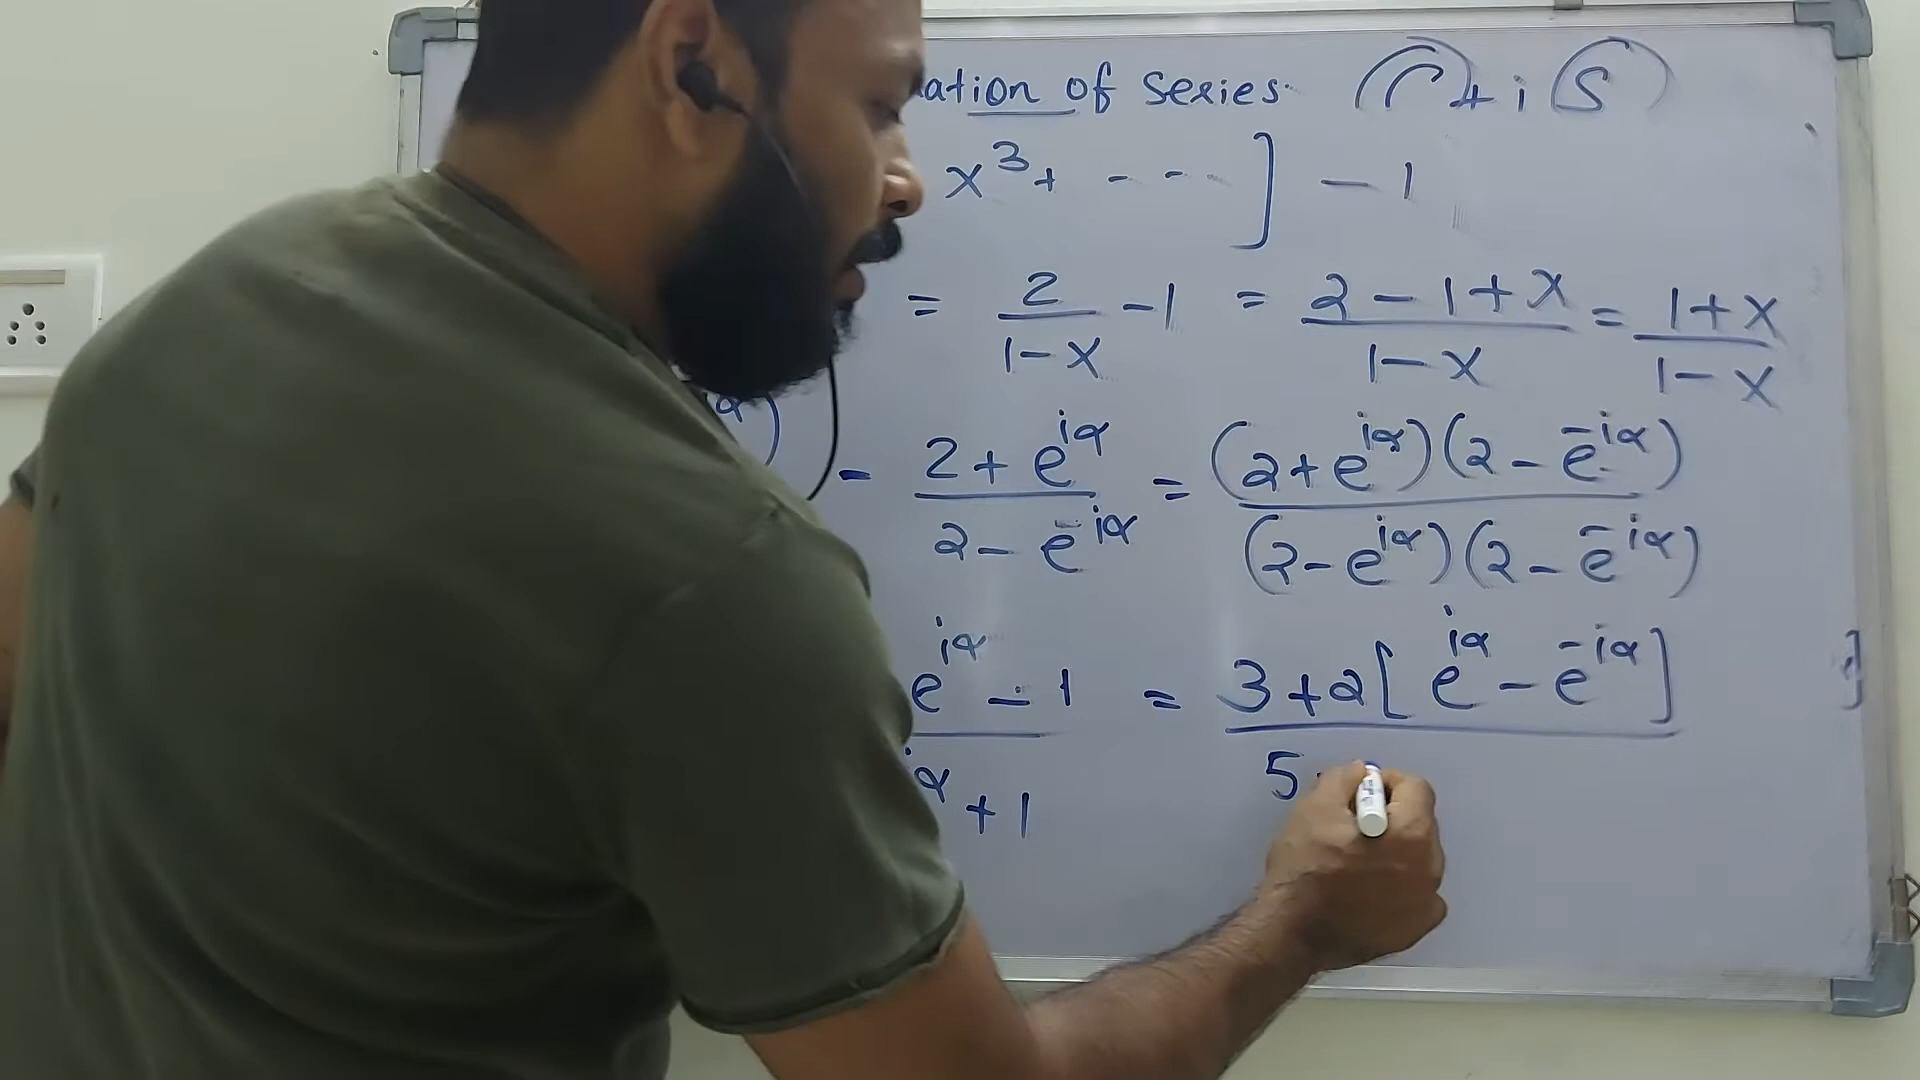 ation of Series (C+i(S)
x³ + - - - ] - 1
= 2/(1-x) - 1 = (2-1+x)/(1-x) = (1+x)/(1-x)
α) = (2+e^{iα})/(2-e^{-iα}) = (2+e^{iα})(2-e^{-iα})/(2-e^{iα})(2-e^{-iα})
e^{iα} - 1 = 3+2[e^{iα}-e^{-iα}] ]
iα + 1 5